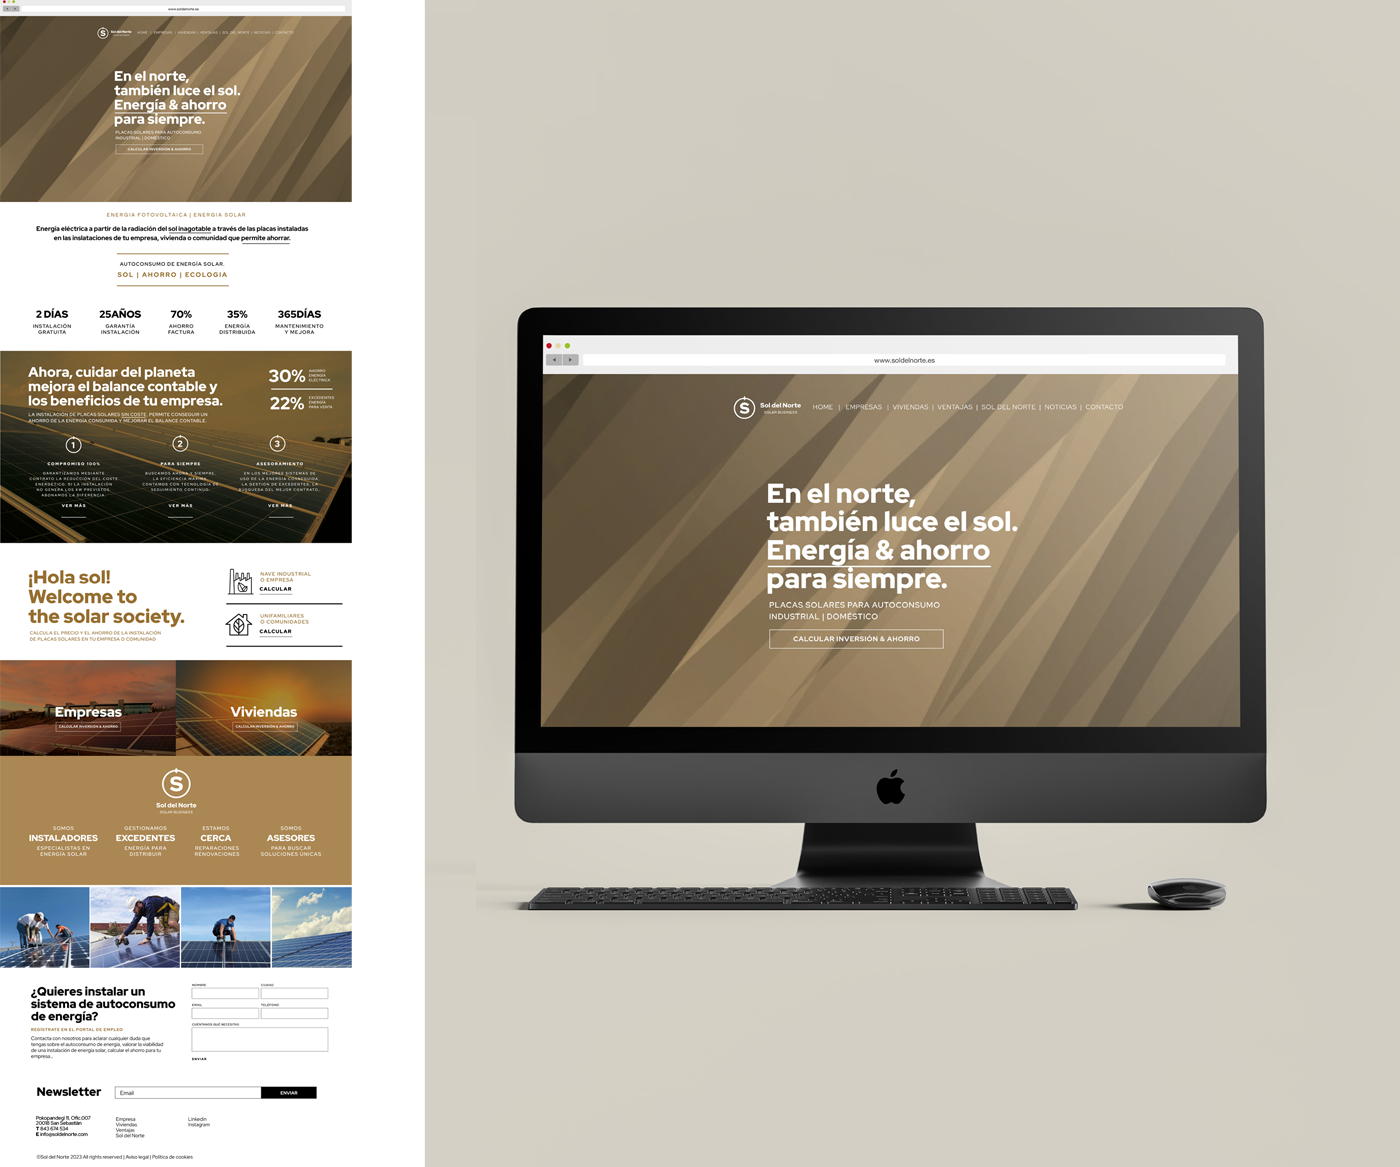 www.soldelnorte.es
S Sol del Norte
SOLAR BUSINESS
HOME | EMPRESAS | VIVIENDAS | VENTAJAS | SOL DEL NORTE | NOTICIAS | CONTACTO
En el norte,
también luce el sol.
Energía & ahorro
para siempre.
PLACAS SOLARES PARA AUTOCONSUMO
INDUSTRIAL | DOMÉSTICO
CALCULAR INVERSIÓN & AHORRO
ENERGIA FOTOVOLTAICA | ENERGIA SOLAR
Energía eléctrica a partir de la radiación del sol inagotable a través de las placas instaladas
en las inslataciones de tu empresa, vivienda o comunidad que permite ahorrar.
AUTOCONSUMO DE ENERGÍA SOLAR.
SOL | AHORRO | ECOLOGIA
2 DÍAS
INSTALACIÓN
GRATUITA
25AÑOS
GARANTÍA
INSTALACIÓN
70%
AHORRO
FACTURA
35%
ENERGÍA
DISTRIBUIDA
365DÍAS
MANTENIMIENTO
Y MEJORA
Ahora, cuidar del planeta
mejora el balance contable y
los beneficios de tu empresa.
LA INSTALACIÓN DE PLACAS SOLARES SIN COSTE, PERMITE CONSEGUIR UN
AHORRO DE LA ENERGÍA CONSUMIDA Y MEJORAR EL BALANCE CONTABLE.
30%
AHORRO
ENERGÍA
ELÉCTRICA
22%
EXCEDENTES
ENERGÍA
PARA VENTA
1
COMPROMISO 100%
GARANTIZAMOS MEDIANTE
CONTRATO LA REDUCCIÓN DEL COSTE
ENERGÉTICO. SI LA INSTALACIÓN
NO GENERA LOS KW PREVISTOS,
ABONAMOS LA DIFERENCIA.
VER MÁS
2
PARA SIEMPRE
BUSCAMOS AHORA Y SIEMPRE,
LA EFICIENCIA MÁXIMA.
CONTAMOS CON TECNOLOGÍA DE
SEGUIMIENTO CONTINUO.
VER MÁS
3
ASESORAMIENTO
EN LOS MEJORES SISTEMAS DE
USO DE LA ENERGÍA CONSEGUIDA,
LA GESTIÓN DE EXCEDENTES, LA
BÚSQUEDA DEL MEJOR CONTRATO,
VER MÁS
¡Hola sol!
Welcome to
the solar society.
CALCULA EL PRECIO Y EL AHORRO DE LA INSTALACIÓN
DE PLACAS SOLARES EN TU EMPRESA O COMUNIDAD
NAVE INDUSTRIAL
O EMPRESA
CALCULAR
UNIFAMILIARES
O COMUNIDADES
CALCULAR
Empresas
CALCULAR INVERSIÓN & AHORRO
Viviendas
CALCULAR INVERSIÓN & AHORRO
S
Sol del Norte
SOLAR BUSINESS
SOMOS
INSTALADORES
ESPECIALISTAS EN
ENERGÍA SOLAR
GESTIONAMOS
EXCEDENTES
ENERGÍA PARA
DISTRIBUIR
ESTAMOS
CERCA
REPARACIONES
RENOVACIONES
SOMOS
ASESORES
PARA BUSCAR
SOLUCIONES ÚNICAS
¿Quieres instalar un
sistema de autoconsumo
de energía?
REGÍSTRATE EN EL PORTAL DE EMPLEO
Contacta con nosotros para aclarar cualquier duda que
tengas sobre el autoconsumo de energía, valorar la viabilidad
de una instalación de energía solar, calcular el ahorro para tu
empresa...
NOMBRE
CIUDAD
EMAIL
TELÉFONO
CUÉNTANOS QUÉ NECESITAS
ENVIAR
Newsletter
Email
ENVIAR
Pokopandegi 11, Ofic.007
20018 San Sebastián
T 843 674 534
E info@soldelnorte.com
Empresa
Viviendas
Ventajas
Sol del Norte
Linkedin
Instagram
©Sol del Norte 2023 All rights reserved | Aviso legal | Política de cookies
www.soldelnorte.es
S Sol del Norte
SOLAR BUSINESS
HOME | EMPRESAS | VIVIENDAS | VENTAJAS | SOL DEL NORTE | NOTICIAS | CONTACTO
En el norte,
también luce el sol.
Energía & ahorro
para siempre.
PLACAS SOLARES PARA AUTOCONSUMO
INDUSTRIAL | DOMÉSTICO
CALCULAR INVERSIÓN & AHORRO